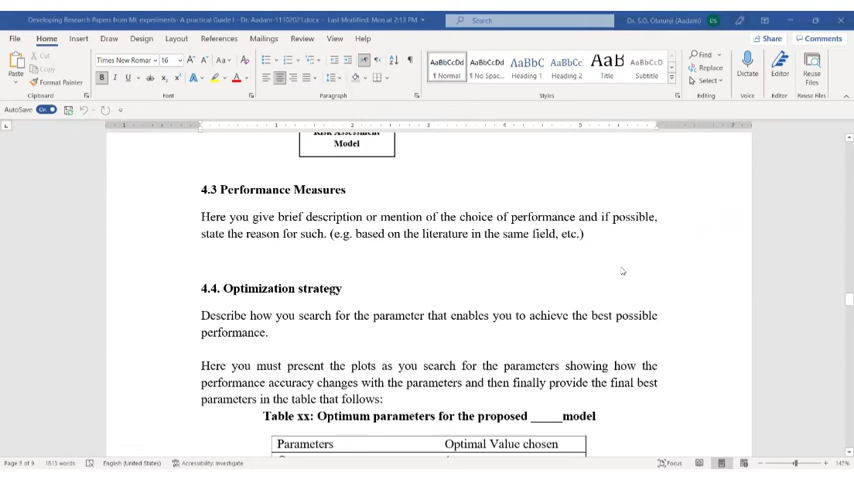 Developing Research Papers from ML experiments- A practical Guide I - Dr. Aadam-11102021.docx - Last Modified: Mon at 2:13 PM
Search
Dr. S.O. Olatunji (Aadam)
File Home Insert Draw Design Layout References Mailings Review View Help
Share Comments
Paste
Cut
Copy
Format Painter
Times New Roman 16
AaBbCcDd AaBbCcDd AaBbC AaBbCc AaB AaBbCcD
¶ Normal ¶ No Spac... Heading 1 Heading 2 Title Subtitle
Find
Replace
Select
Dictate
Editor
Reuse Files
Clipboard Font Paragraph Styles Editing Voice Editor Reuse Files
AutoSave On
Model
4.3 Performance Measures
Here you give brief description or mention of the choice of performance and if possible,
state the reason for such. (e.g. based on the literature in the same field, etc.)
4.4. Optimization strategy
Describe how you search for the parameter that enables you to achieve the best possible
performance.
Here you must present the plots as you search for the parameters showing how the
performance accuracy changes with the parameters and then finally provide the final best
parameters in the table that follows:
Table xx: Optimum parameters for the proposed _____model
Parameters Optimal Value chosen
Page 5 of 9 1815 words English (United States) Accessibility: Investigate
Focus
142%